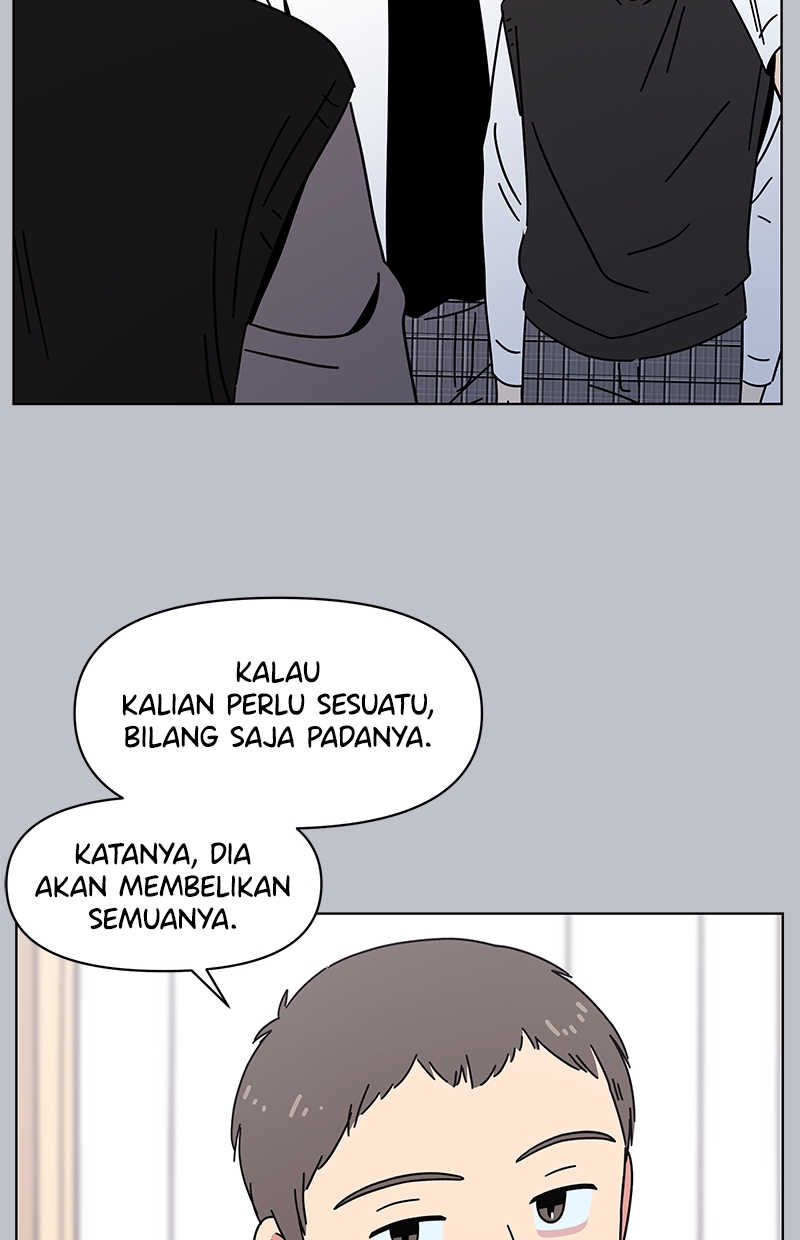 KALAU
KALIAN PERLU SESUATU,
BILANG SAJA PADANYA.
KATANYA, DIA
AKAN MEMBELIKAN
SEMUANYA.